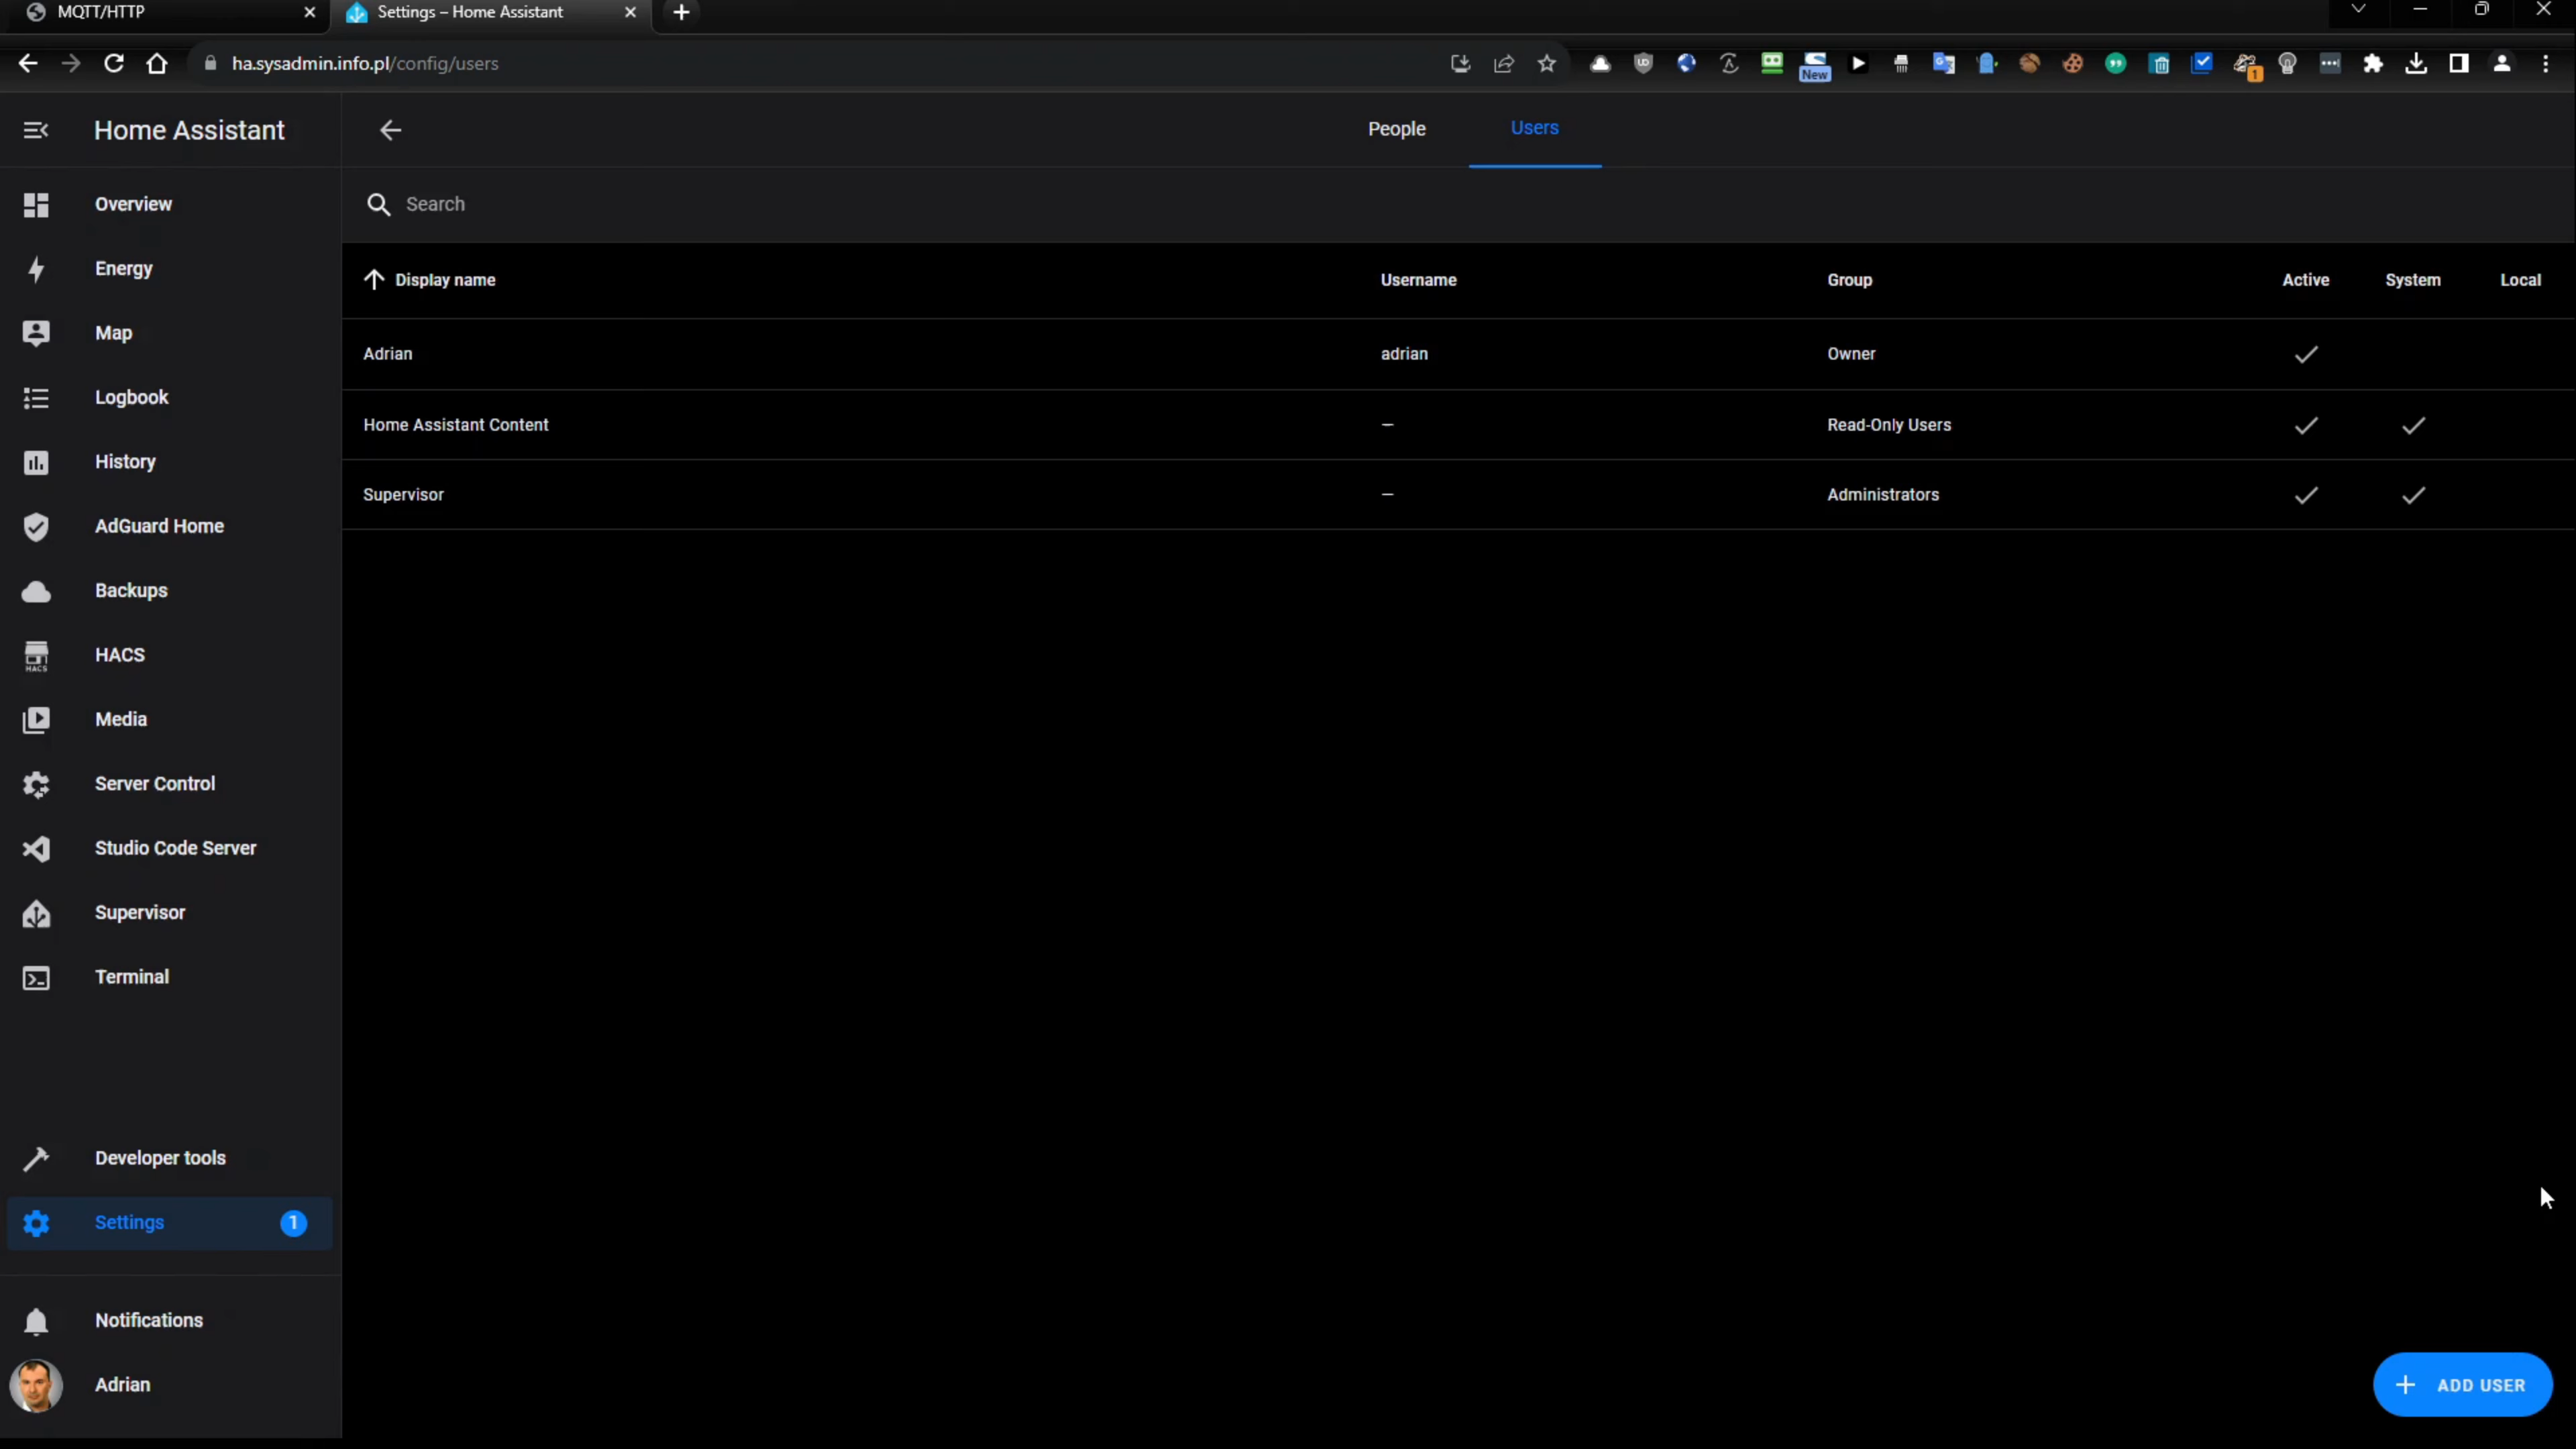 MQTT/HTTP
Settings – Home Assistant
ha.sysadmin.info.pl/config/users
New
1
Home Assistant
People
Users
Overview
Search
Energy
Display name Username Group Active System Local
Map
Adrian adrian Owner
Logbook
Home Assistant Content – Read-Only Users
History
Supervisor – Administrators
AdGuard Home
Backups
HACS
HACS
Media
Server Control
Studio Code Server
Supervisor
Terminal
Developer tools
Settings 1
Notifications
Adrian
ADD USER